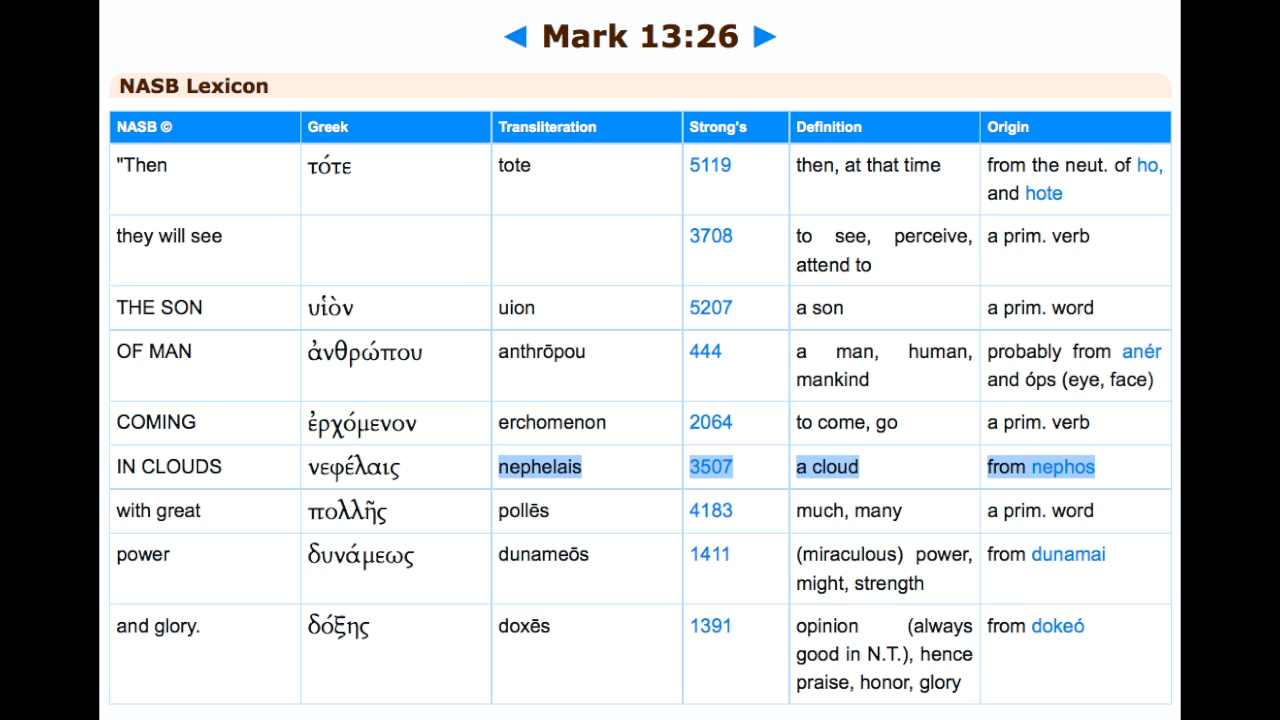 ◄ Mark 13:26 ►
NASB Lexicon
NASB © Greek Transliteration Strong's Definition Origin
"Then τότε tote 5119 then, at that time from the neut. of ho,
and hote
they will see 3708 to see, perceive, a prim. verb
attend to
THE SON υἱὸν uion 5207 a son a prim. word
OF MAN ἀνθρώπου anthrōpou 444 a man, human, probably from anér
mankind and óps (eye, face)
COMING ἐρχόμενον erchomenon 2064 to come, go a prim. verb
IN CLOUDS νεφέλαις nephelais 3507 a cloud from nephos
with great πολλῆς pollēs 4183 much, many a prim. word
power δυνάμεως dunameōs 1411 (miraculous) power, from dunamai
might, strength
and glory. δόξης doxēs 1391 opinion (always from dokeó
good in N.T.), hence
praise, honor, glory